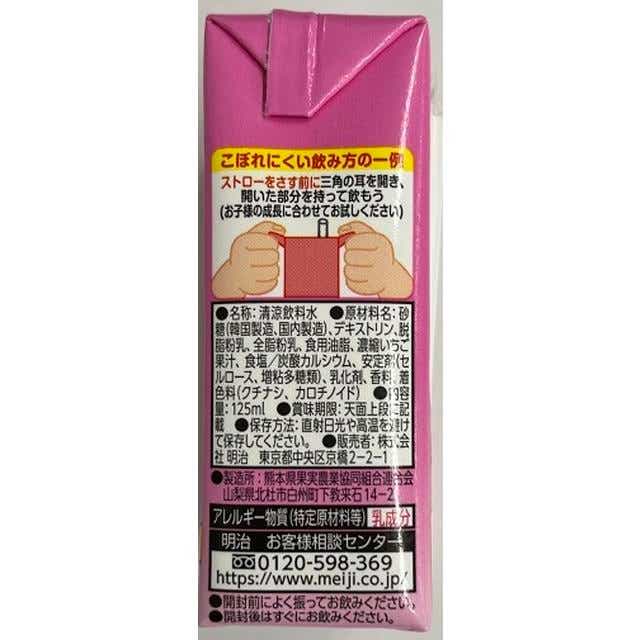 こぼれにくい飲み方の一例
ストローをさす前に三角の耳を開き、
開いた部分を持って飲もう
(お子様の成長に合わせてお試しください)
●名称:清涼飲料水 ●原材料名:砂
糖(韓国製造、国内製造)、デキストリン、脱
脂粉乳、全脂粉乳、食用油脂、濃縮いちご
果汁、食塩/炭酸カルシウム、安定剤(セ
ルロース、増粘多糖類)、乳化剤、香料、着
色料(クチナシ、カロチノイド) ●内容
量:125ml ●賞味期限:天面上段に記
載 ●保存方法:直射日光や高温を避け
て保存してください。 ●販売者:株式会
社 明治 東京都中央区京橋2-2-1
●製造所:熊本県果実農業協同組合連合会
山梨県北杜市白州町下教来石14-2
アレルギー物質(特定原材料等) 乳成分
明治 お客様相談センター
0120-598-369
https://www.meiji.co.jp/
●開封前によく振ってお飲みください。
●開封後はすぐにお飲みください。